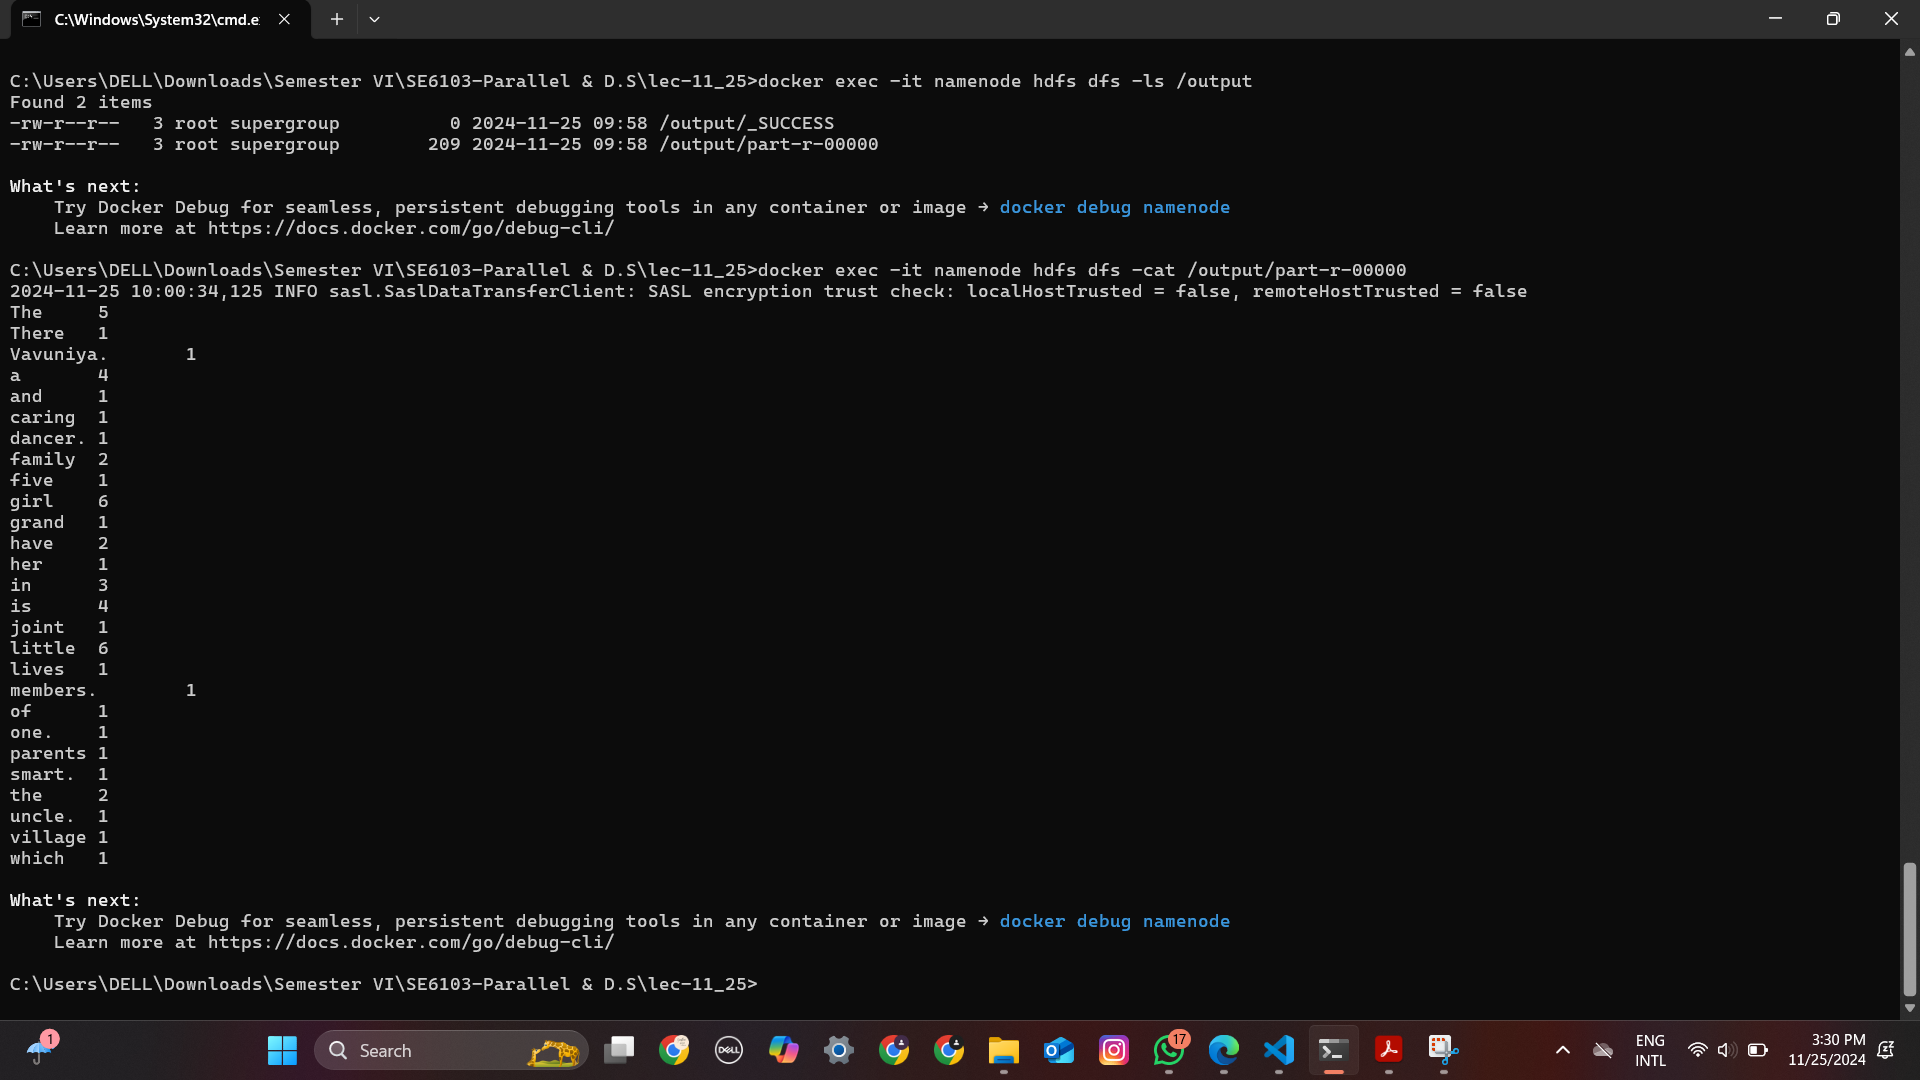 C:\Windows\System32\cmd.e
C:\Users\DELL\Downloads\Semester VI\SE6103-Parallel & D.S\lec-11_25>docker exec -it namenode hdfs dfs -ls /output
Found 2 items
-rw-r--r--   3 root supergroup          0 2024-11-25 09:58 /output/_SUCCESS
-rw-r--r--   3 root supergroup        209 2024-11-25 09:58 /output/part-r-00000
What's next:
    Try Docker Debug for seamless, persistent debugging tools in any container or image → docker debug namenode
    Learn more at https://docs.docker.com/go/debug-cli/
C:\Users\DELL\Downloads\Semester VI\SE6103-Parallel & D.S\lec-11_25>docker exec -it namenode hdfs dfs -cat /output/part-r-00000
2024-11-25 10:00:34,125 INFO sasl.SaslDataTransferClient: SASL encryption trust check: localHostTrusted = false, remoteHostTrusted = false
The     5
There   1
Vavuniya.       1
a       4
and     1
caring  1
dancer. 1
family  2
five    1
girl    6
grand   1
have    2
her     1
in      3
is      4
joint   1
little  6
lives   1
members.        1
of      1
one.    1
parents 1
smart.  1
the     2
uncle.  1
village 1
which   1
What's next:
    Try Docker Debug for seamless, persistent debugging tools in any container or image → docker debug namenode
    Learn more at https://docs.docker.com/go/debug-cli/
C:\Users\DELL\Downloads\Semester VI\SE6103-Parallel & D.S\lec-11_25>
1
Search
DELL
17
ENG
INTL
3:30 PM
11/25/2024